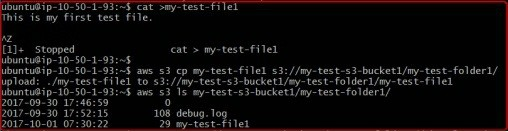 ubuntu@ip-10-50-1-93:~$ cat >my-test-file1
This is my first test file.
^Z
[1]+  Stopped                 cat > my-test-file1
ubuntu@ip-10-50-1-93:~$
ubuntu@ip-10-50-1-93:~$ aws s3 cp my-test-file1 s3://my-test-s3-bucket1/my-test-folder1/
upload: ./my-test-file1 to s3://my-test-s3-bucket1/my-test-folder1/my-test-file1
ubuntu@ip-10-50-1-93:~$ aws s3 ls my-test-s3-bucket1/my-test-folder1/
2017-09-30 17:46:59          0
2017-09-30 17:52:15        108 debug.log
2017-10-01 07:30:22         29 my-test-file1